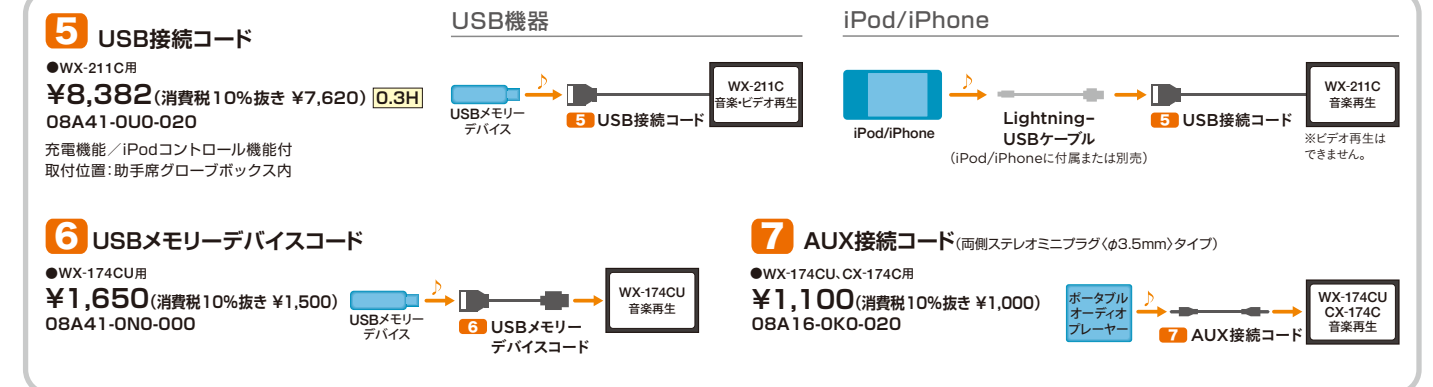 5 USB接続コード
●WX-211C用
¥8,382(消費税10%抜き ¥7,620) 0.3H
08A41-0U0-020
充電機能／iPodコントロール機能付
取付位置:助手席グローブボックス内
USB機器
USBメモリー
デバイス
5 USB接続コード
WX-211C
音楽・ビデオ再生
iPod/iPhone
iPod/iPhone
Lightning-
USBケーブル
(iPod/iPhoneに付属または別売)
5 USB接続コード
WX-211C
音楽再生
※ビデオ再生は
できません。
6 USBメモリーデバイスコード
●WX-174CU用
¥1,650(消費税10%抜き ¥1,500)
08A41-0N0-000
USBメモリー
デバイス
6 USBメモリー
デバイスコード
WX-174CU
音楽再生
7 AUX接続コード(両側ステレオミニプラグ〈φ3.5mm〉タイプ)
●WX-174CU、CX-174C用
¥1,100(消費税10%抜き ¥1,000)
08A16-0K0-020
ポータブル
オーディオ
プレーヤー
7 AUX接続コード
WX-174CU
CX-174C
音楽再生